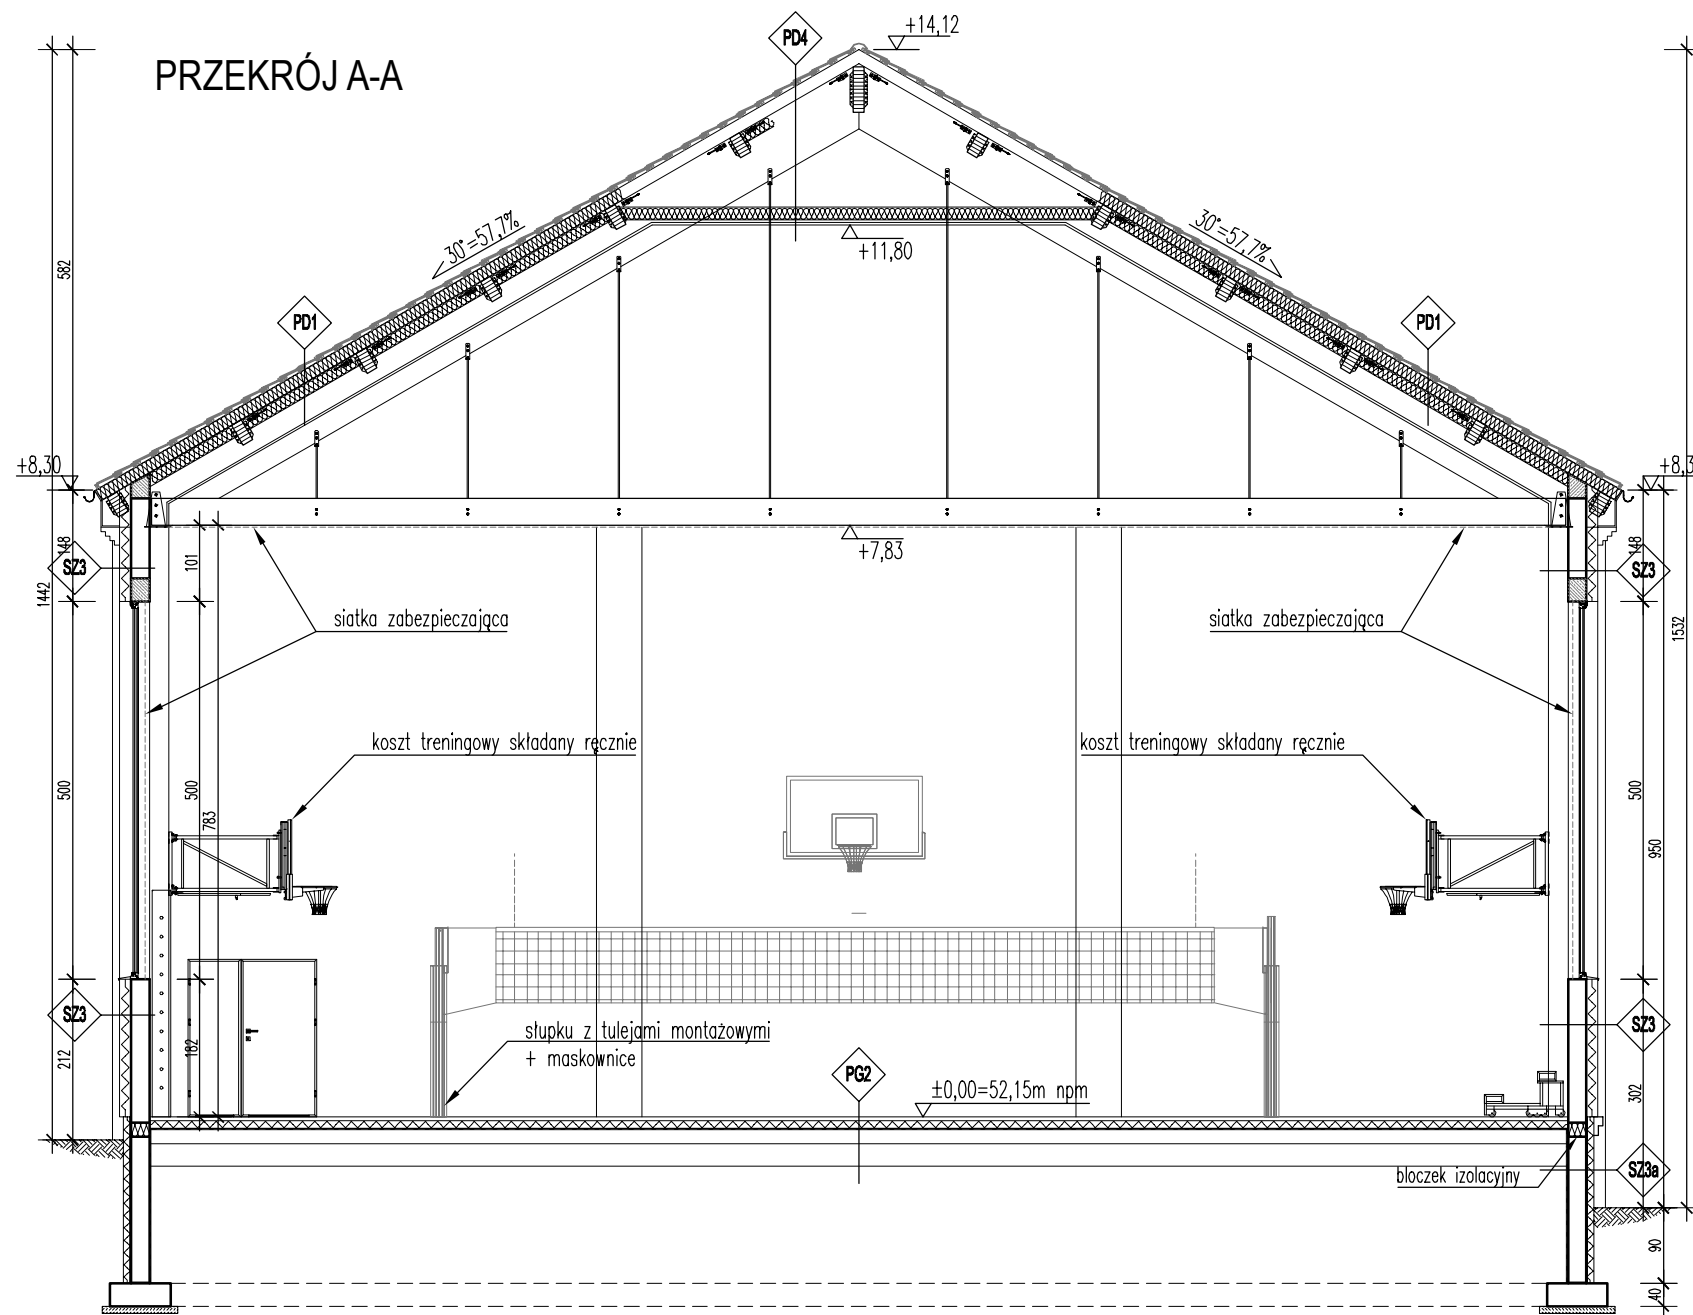 +14,12
PD4
PRZEKRÓJ A-A
30°=57,7%
30°=57,7%
+11,80
582
PD1
PD1
+8,30
+8,3
+7,83
148
101
148
SZ3
SZ3
1442
siatka zabezpieczająca
siatka zabezpieczająca
1532
koszt treningowy składany ręcznie
koszt treningowy składany ręcznie
500
500
783
500
950
SZ3
SZ3
słupku z tulejami montażowymi
+ maskownice
182
212
PG2
±0,00=52,15m npm
302
bloczek izolacyjny
SZ3a
90
40